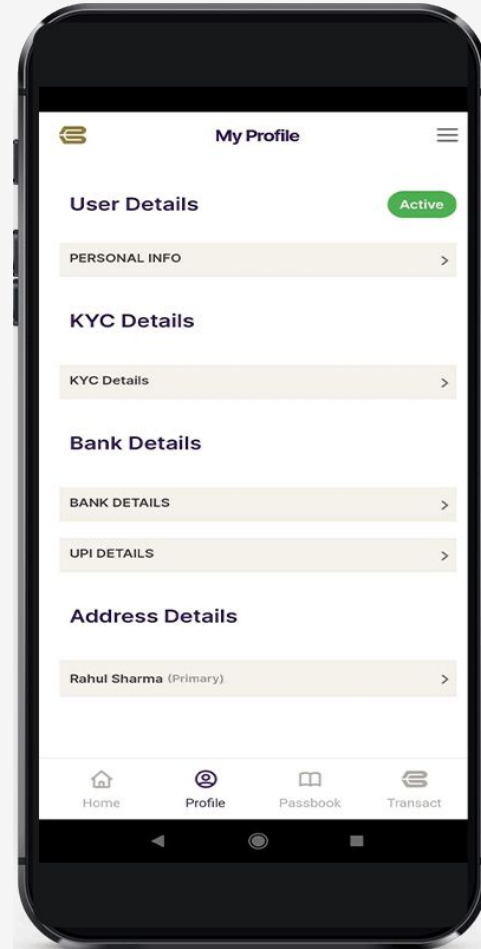 My Profile
User Details
Active
PERSONAL INFO
KYC Details
KYC Details
Bank Details
BANK DETAILS
UPI DETAILS
Address Details
Rahul Sharma (Primary)
Home Profile Passbook Transact